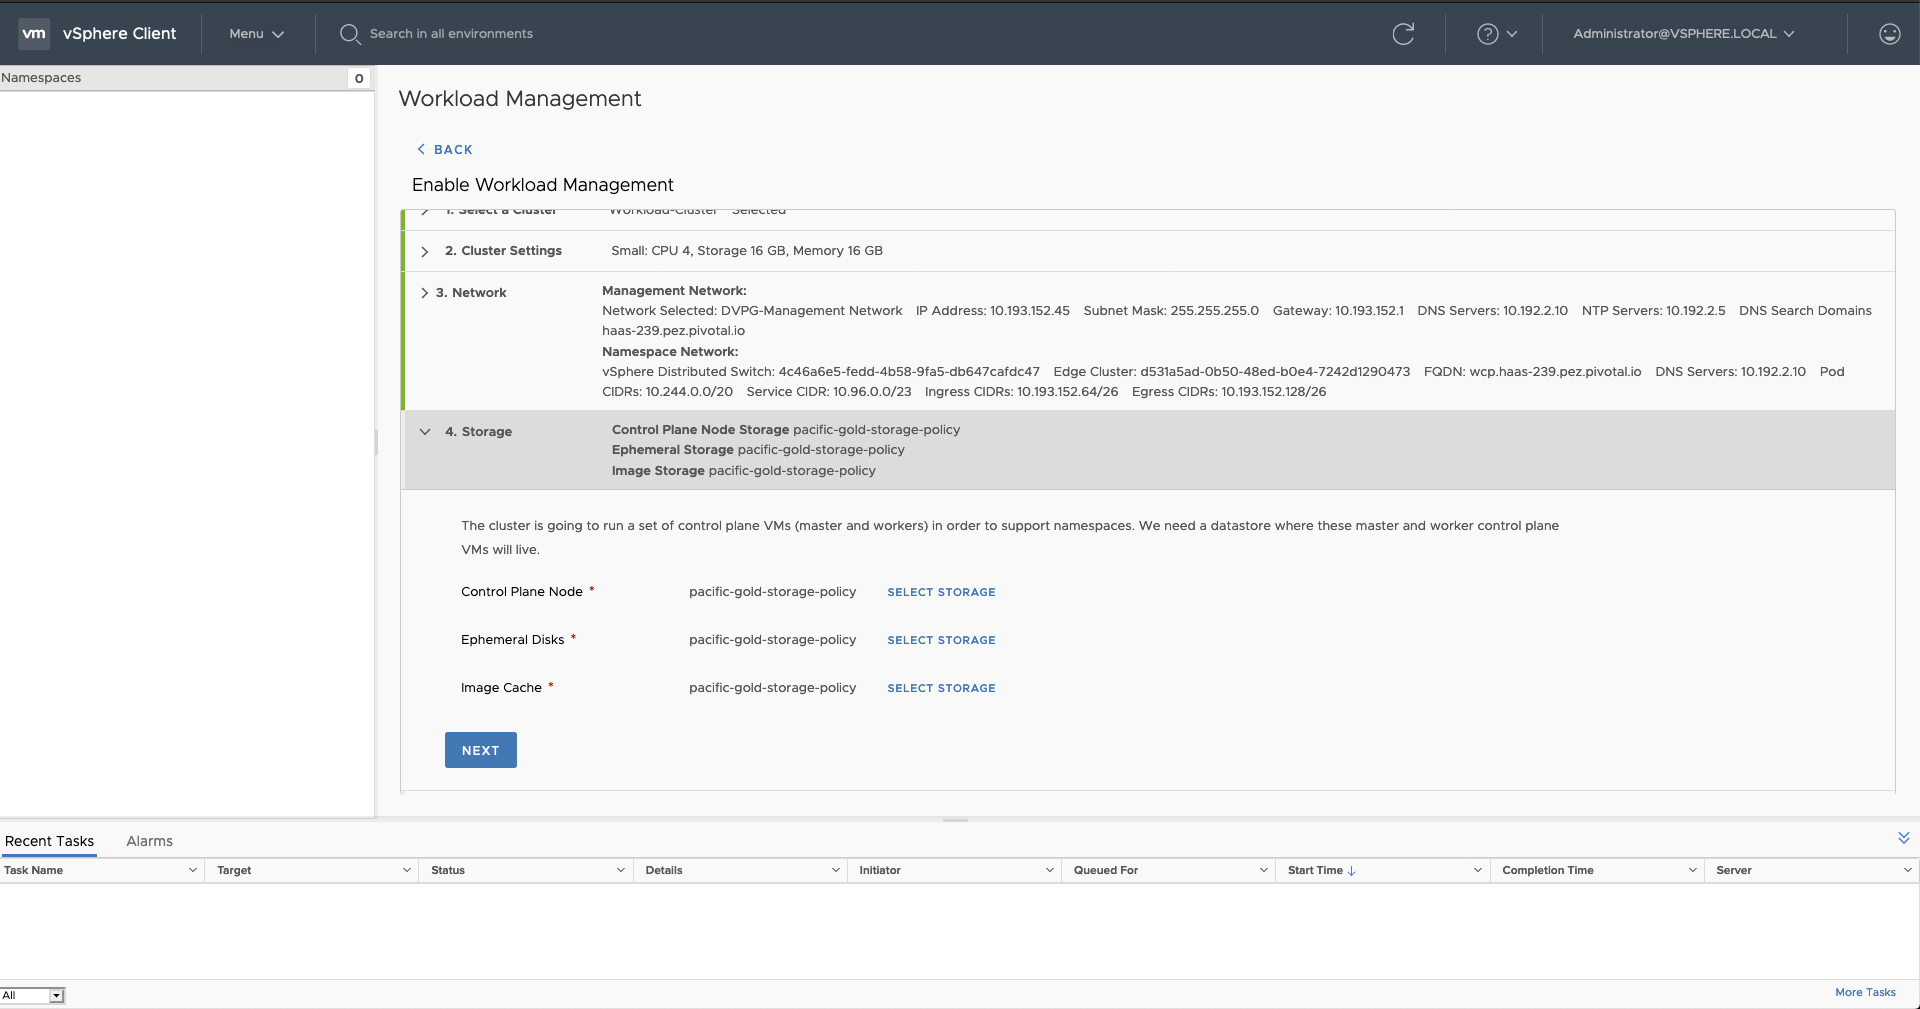 vm vSphere Client Menu Search in all environments ? Administrator@VSPHERE.LOCAL
Namespaces 0
Workload Management
BACK
Enable Workload Management
1. Select a Cluster Workload-Cluster Selected
2. Cluster Settings Small: CPU 4, Storage 16 GB, Memory 16 GB
3. Network Management Network:
Network Selected: DVPG-Management Network IP Address: 10.193.152.45 Subnet Mask: 255.255.255.0 Gateway: 10.193.152.1 DNS Servers: 10.192.2.10 NTP Servers: 10.192.2.5 DNS Search Domains
haas-239.pez.pivotal.io
Namespace Network:
vSphere Distributed Switch: 4c46a6e5-fedd-4b58-9fa5-db647cafdc47 Edge Cluster: d531a5ad-0b50-48ed-b0e4-7242d1290473 FQDN: wcp.haas-239.pez.pivotal.io DNS Servers: 10.192.2.10 Pod
CIDRs: 10.244.0.0/20 Service CIDR: 10.96.0.0/23 Ingress CIDRs: 10.193.152.64/26 Egress CIDRs: 10.193.152.128/26
4. Storage Control Plane Node Storage pacific-gold-storage-policy
Ephemeral Storage pacific-gold-storage-policy
Image Storage pacific-gold-storage-policy
The cluster is going to run a set of control plane VMs (master and workers) in order to support namespaces. We need a datastore where these master and worker control plane
VMs will live.
Control Plane Node * pacific-gold-storage-policy SELECT STORAGE
Ephemeral Disks * pacific-gold-storage-policy SELECT STORAGE
Image Cache * pacific-gold-storage-policy SELECT STORAGE
NEXT
Recent Tasks Alarms
Task Name Target Status Details Initiator Queued For Start Time Completion Time Server
All More Tasks